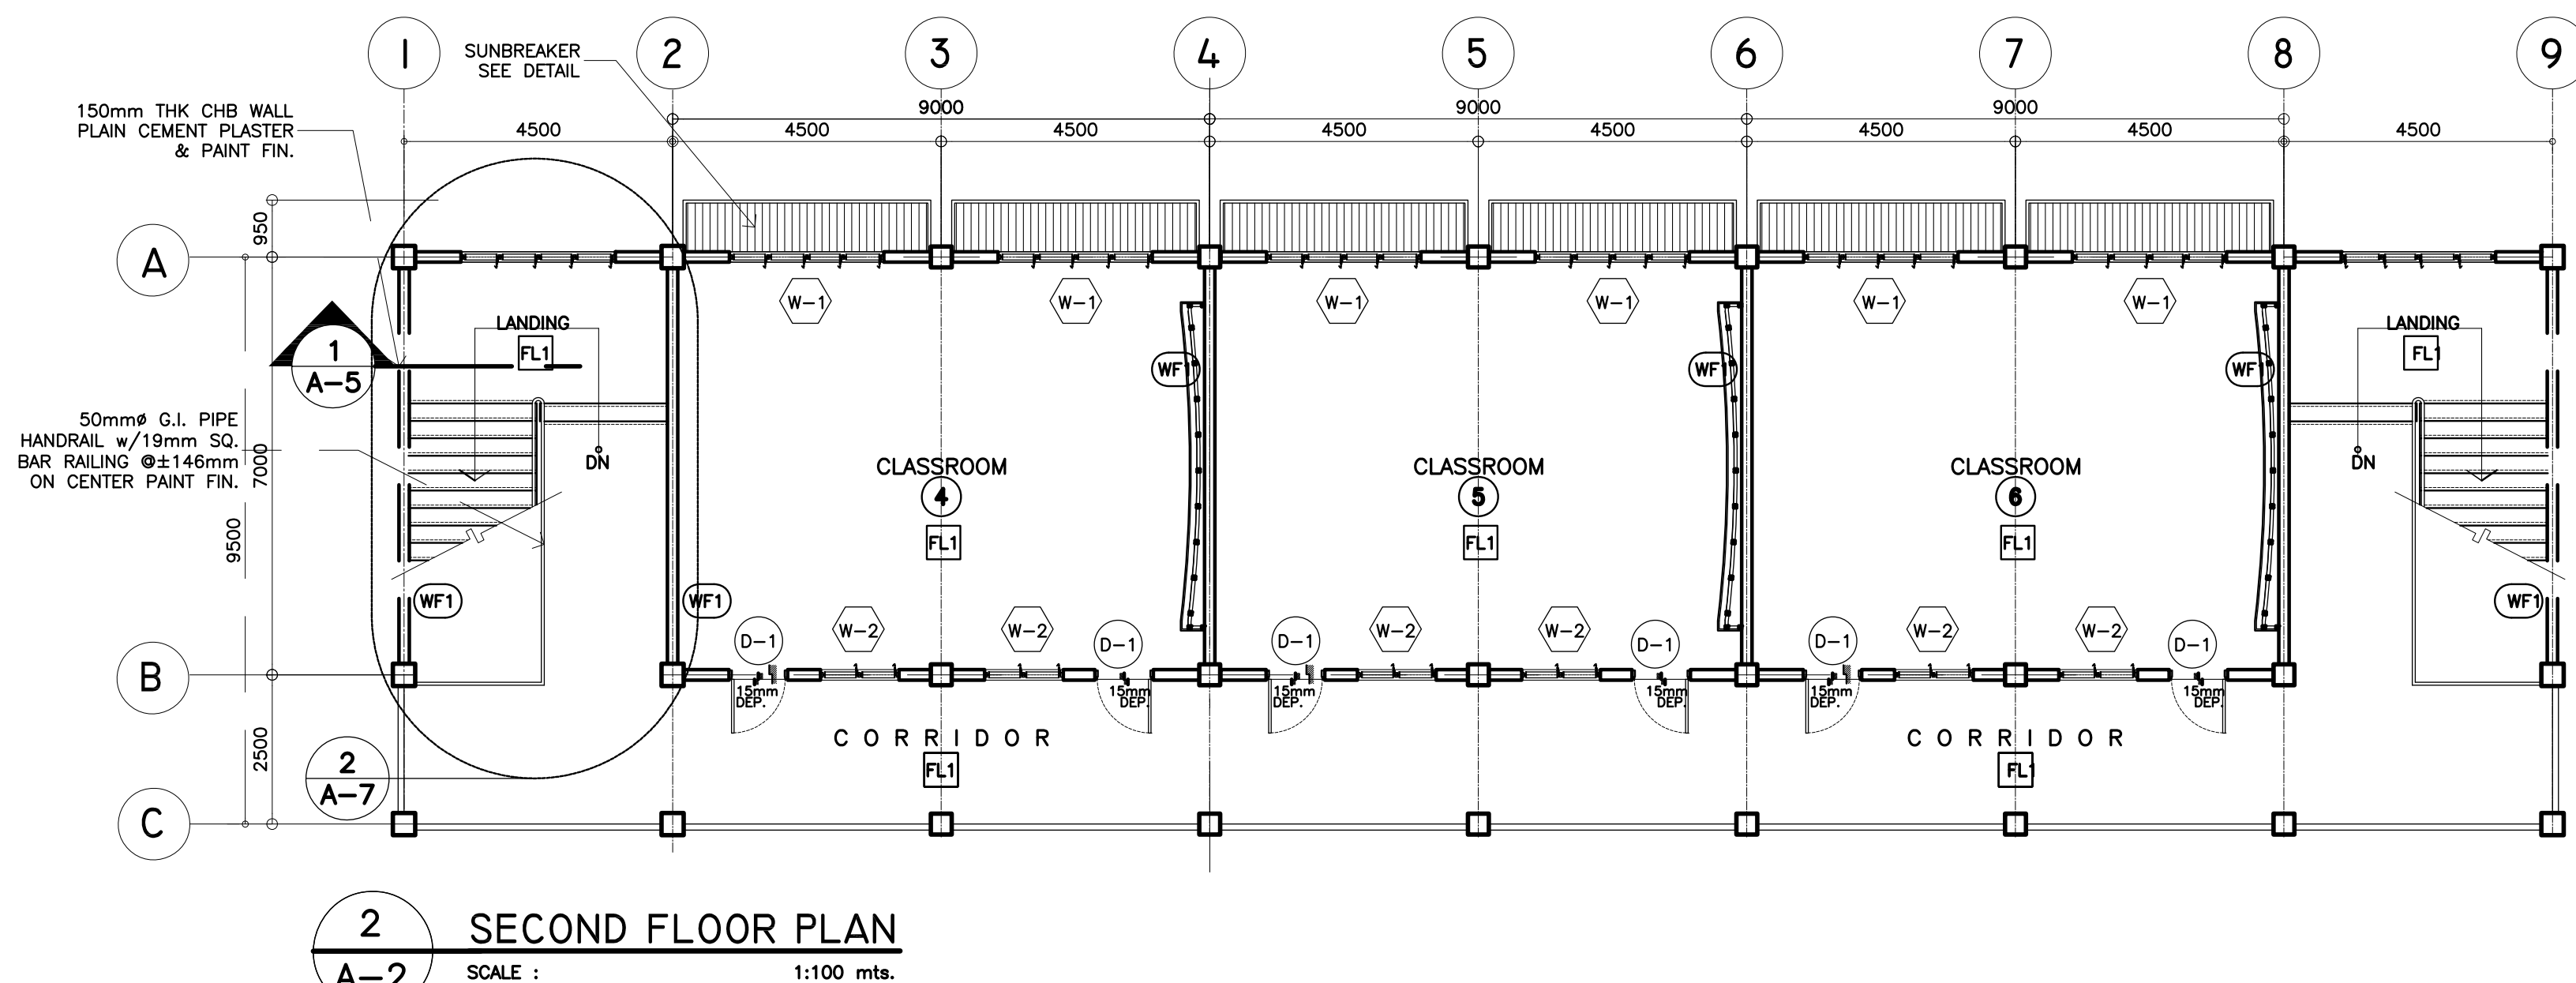 1 2 3 4 5 6 7 8 9
SUNBREAKER
SEE DETAIL
9000 9000 9000
4500 4500 4500 4500 4500 4500 4500 4500
150mm THK CHB WALL
PLAIN CEMENT PLASTER
& PAINT FIN.
950
A
W-1 W-1 W-1 W-1 W-1 W-1
LANDING
FL1
LANDING
FL1
1
A-5
WF1 WF1 WF1
50mmø G.I. PIPE
HANDRAIL w/19mm SQ.
BAR RAILING @±146mm
ON CENTER PAINT FIN.
7000
9500
DN
DN
CLASSROOM
4
FL1
CLASSROOM
5
FL1
CLASSROOM
6
FL1
WF1 WF1 WF1
D-1 W-2 W-2 D-1 D-1 W-2 W-2 D-1 D-1 W-2 W-2 D-1
B
15mm
DEP.
15mm
DEP.
15mm
DEP.
15mm
DEP.
15mm
DEP.
15mm
DEP.
2500
CORRIDOR
FL1
CORRIDOR
FL1
2
A-7
C
2
A-2
SECOND FLOOR PLAN
SCALE : 1:100 mts.